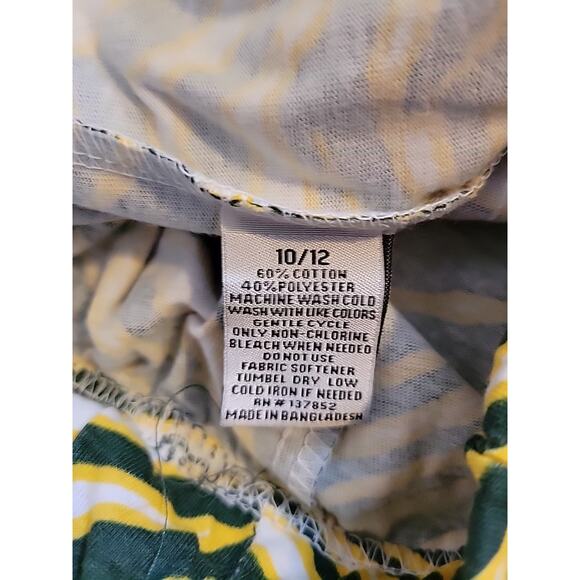 10/12
60% COTTON
40% POLYESTER
MACHINE WASH COLD
WASH WITH LIKE COLORS
GENTLE CYCLE
ONLY NON-CHLORINE
BLEACH WHEN NEEDED
DO NOT USE
FABRIC SOFTENER
TUMBEL DRY LOW
COLD IRON IF NEEDED
RN # 137852
MADE IN BANGLADESH